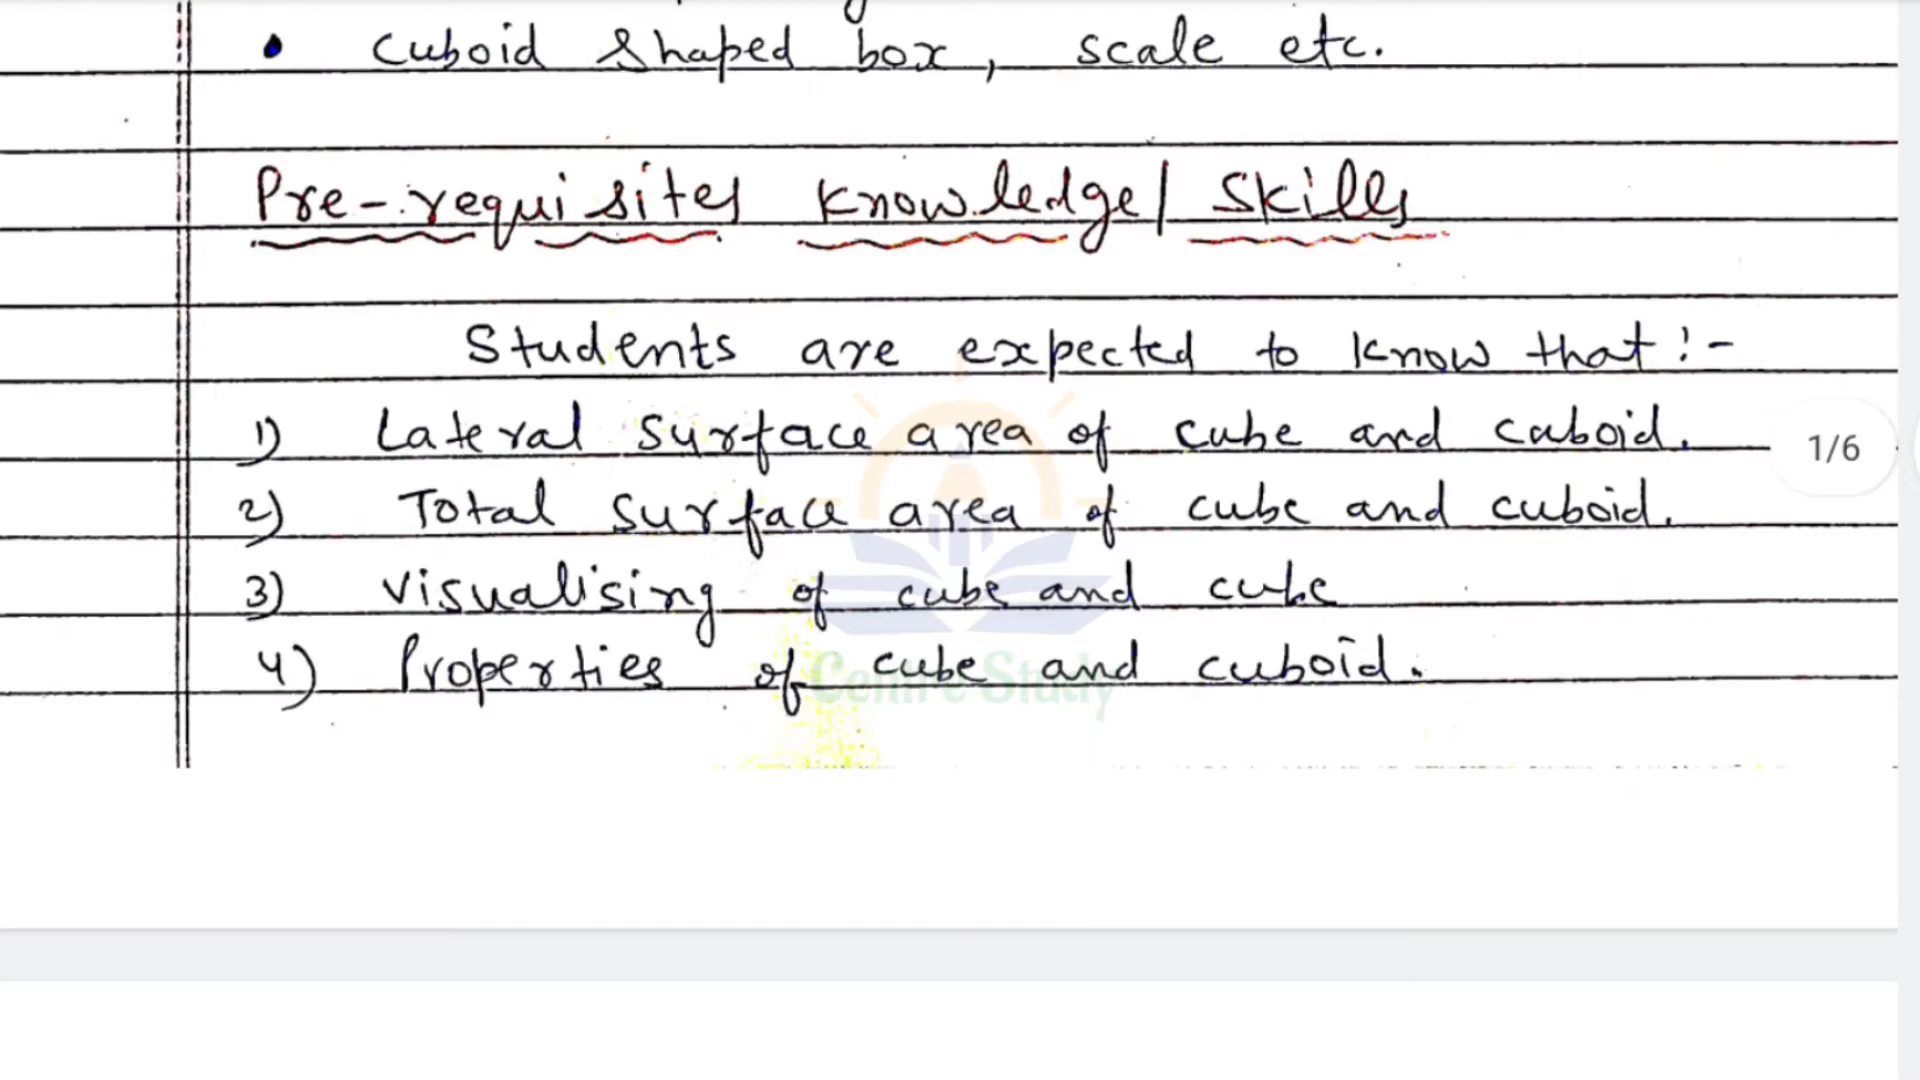 • Cuboid shaped box, scale etc.
Pre-requisites knowledge/ Skills
Students are expected to know that :-
1) Lateral surface area of cube and cuboid.
2) Total surface area of cube and cuboid.
3) Visualising of cube and cube
4) Properties of cube and cuboid.
Centre Study
1/6